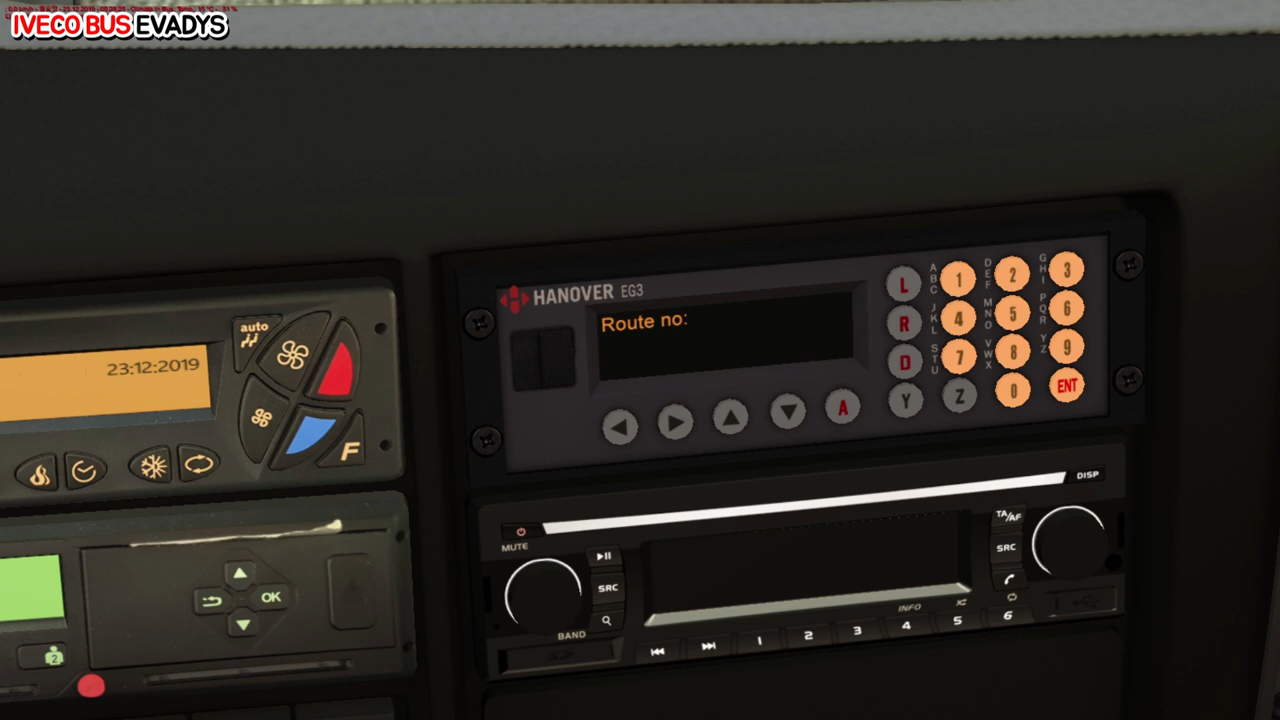 IVECO BUS EVADYS
HANOVER EG3
Route no:
L
ABC
1
DEF
2
GHI
3
R
JKL
4
MNO
5
PQR
6
D
STU
7
VWX
8
YZ
9
A
Y
Z
0
ENT
23:12:2019
auto
F
OK
2
MUTE
SRC
BAND
DISP
TA/AF
SRC
INFO
1 2 3 4 5 6